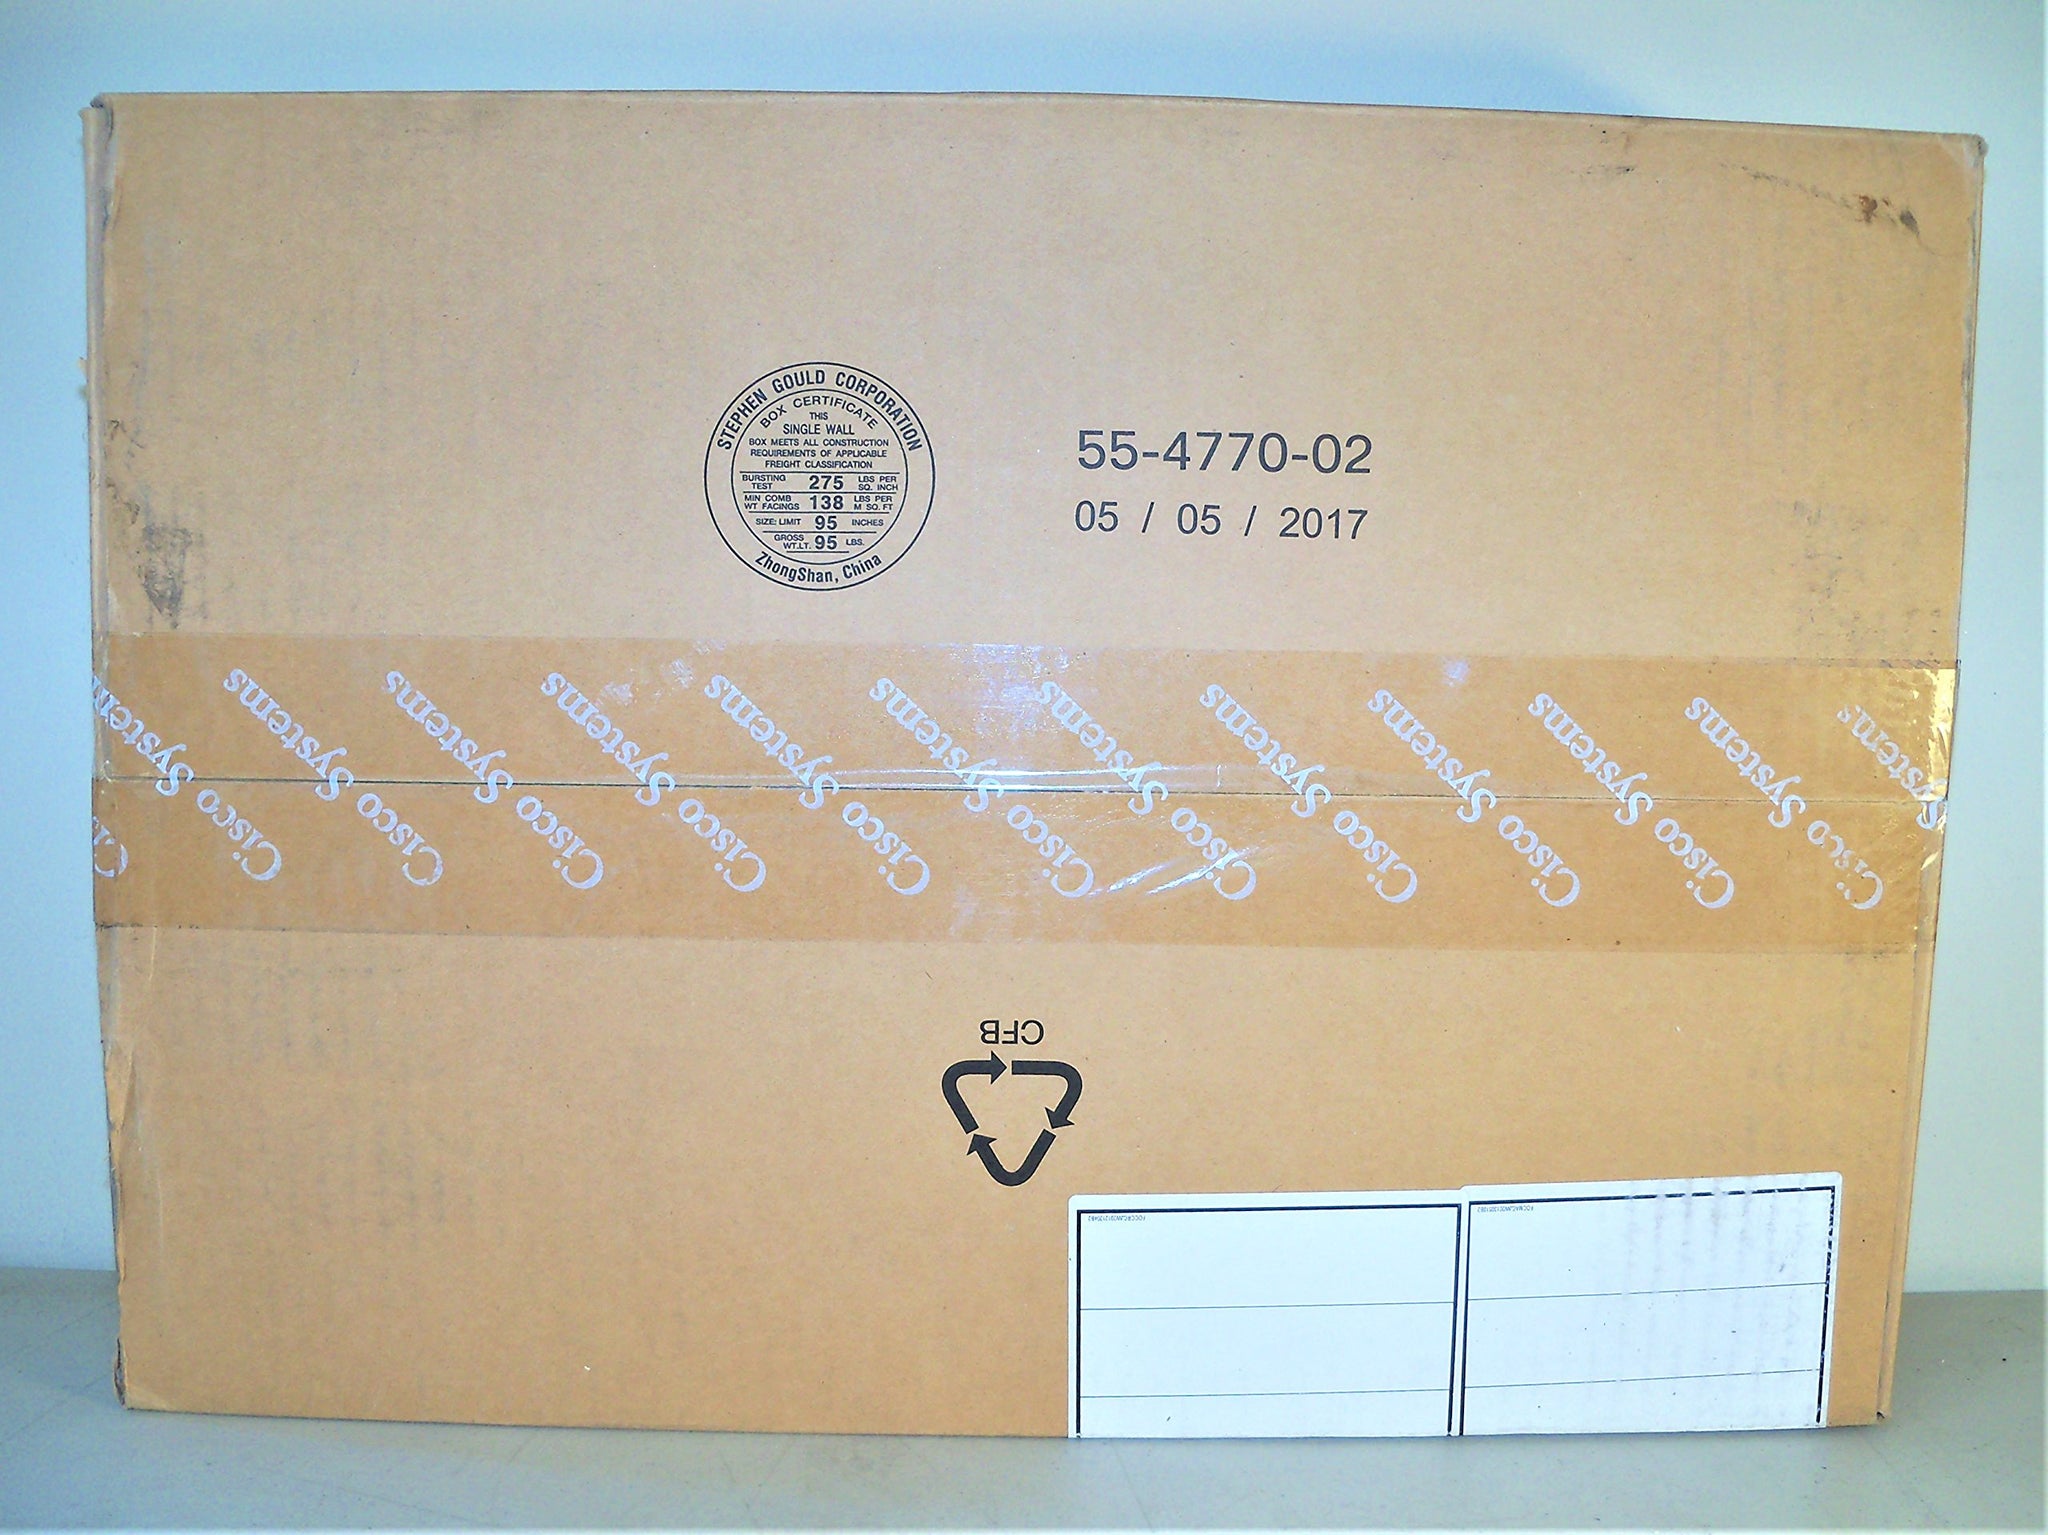 STEPHEN GOULD CORPORATION
BOX CERTIFICATE
THIS
SINGLE WALL
BOX MEETS ALL CONSTRUCTION
REQUIREMENTS OF APPLICABLE
FREIGHT CLASSIFICATION
BURSTING TEST 275 LBS PER SQ. INCH
MIN COMB WT FACINGS 138 LBS PER M SQ. FT
SIZE: LIMIT 95 INCHES
GROSS WT.LT. 95 LBS.
ZhongShan, China
55-4770-02
05 / 05 / 2017
Cisco Systems
Cisco Systems
Cisco Systems
Cisco Systems
Cisco Systems
Cisco Systems
Cisco Systems
Cisco Systems
Cisco Systems
Cisco Systems
Cisco Systems
Cisco Systems
CFB